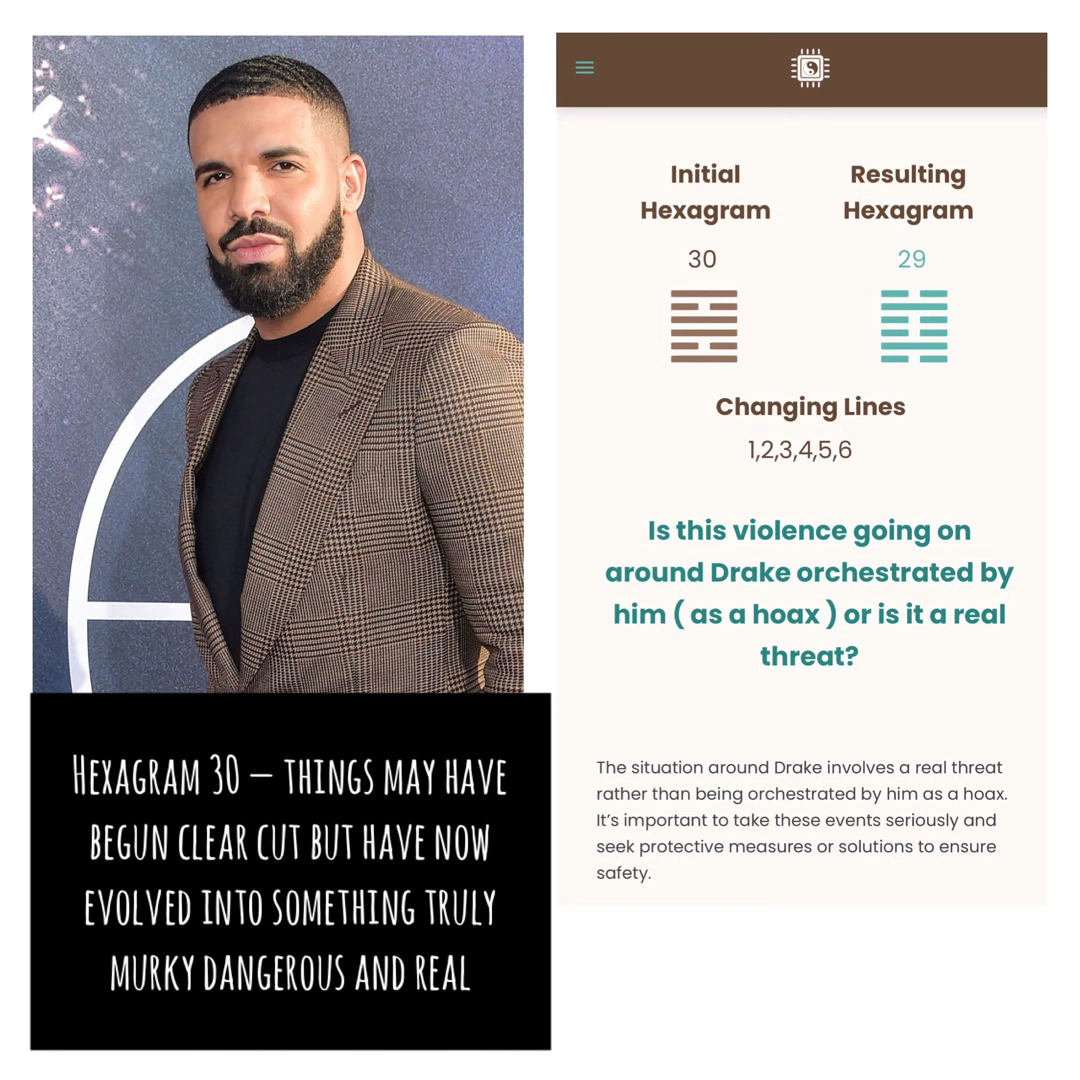 Hexagram 30 – things may have
begun clear cut but have now
evolved into something truly
murky dangerous and real
Initial
Hexagram
Resulting
Hexagram
30
29
Changing Lines
1,2,3,4,5,6
Is this violence going on
around Drake orchestrated by
him ( as a hoax ) or is it a real
threat?
The situation around Drake involves a real threat
rather than being orchestrated by him as a hoax.
It’s important to take these events seriously and
seek protective measures or solutions to ensure
safety.